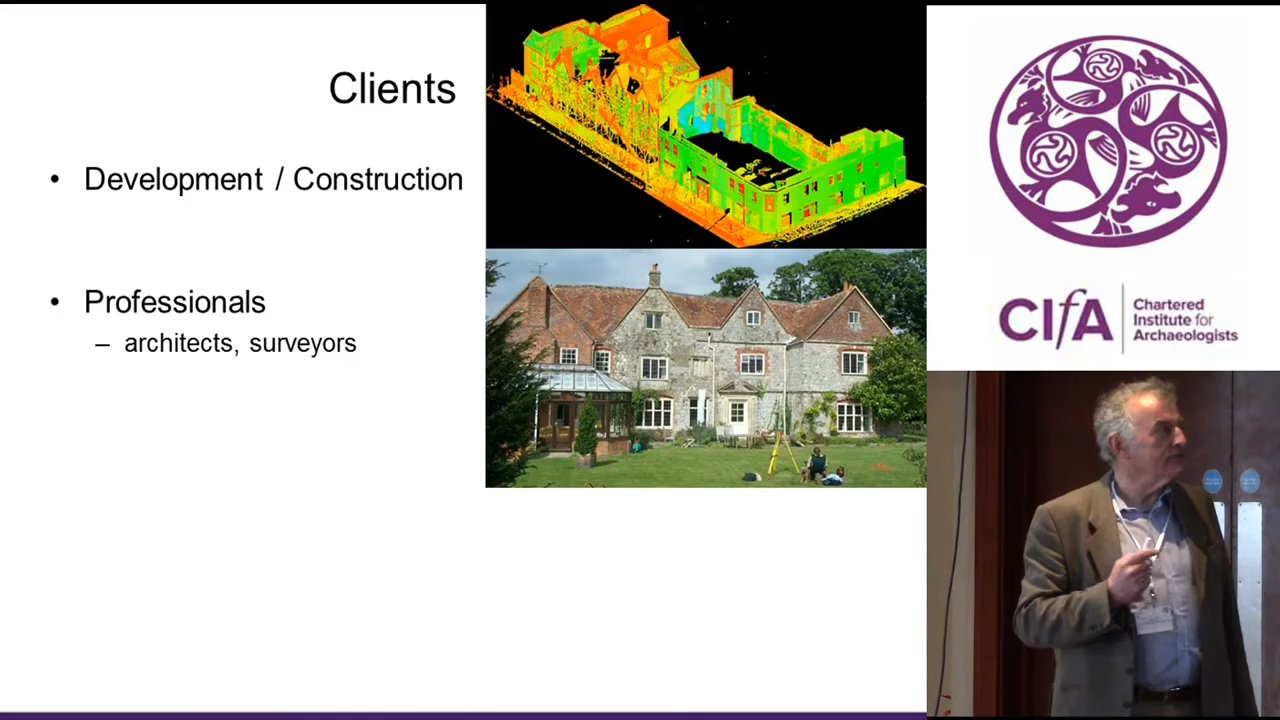 Clients
• Development / Construction
• Professionals
– architects, surveyors
CIfA
Chartered
Institute for
Archaeologists